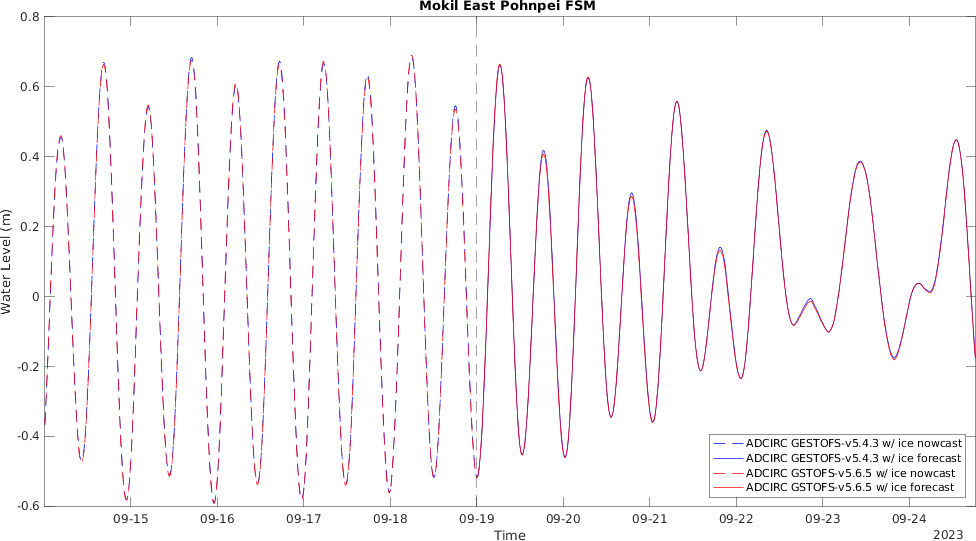 Mokil East Pohnpei FSM
0.8
0.6
0.4
0.2
0
-0.2
-0.4
-0.6
Water Level (m)
ADCIRC GESTOFS-v5.4.3 w/ ice nowcast
ADCIRC GESTOFS-v5.4.3 w/ ice forecast
ADCIRC GSTOFS-v5.6.5 w/ ice nowcast
ADCIRC GSTOFS-v5.6.5 w/ ice forecast
09-15 09-16 09-17 09-18 09-19 09-20 09-21 09-22 09-23 09-24
Time
2023